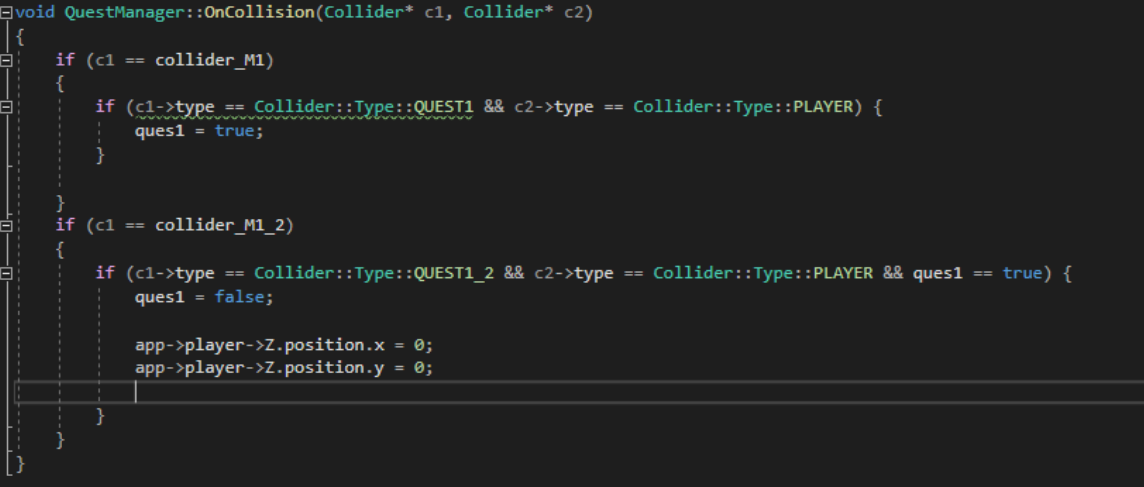 void QuestManager::OnCollision(Collider* c1, Collider* c2)
{
if (c1 == collider_M1)
{
if (c1->type == Collider::Type::QUEST1 && c2->type == Collider::Type::PLAYER) {
ques1 = true;
}
}
if (c1 == collider_M1_2)
{
if (c1->type == Collider::Type::QUEST1_2 && c2->type == Collider::Type::PLAYER && ques1 == true) {
ques1 = false;
app->player->Z.position.x = 0;
app->player->Z.position.y = 0;
}
}
}